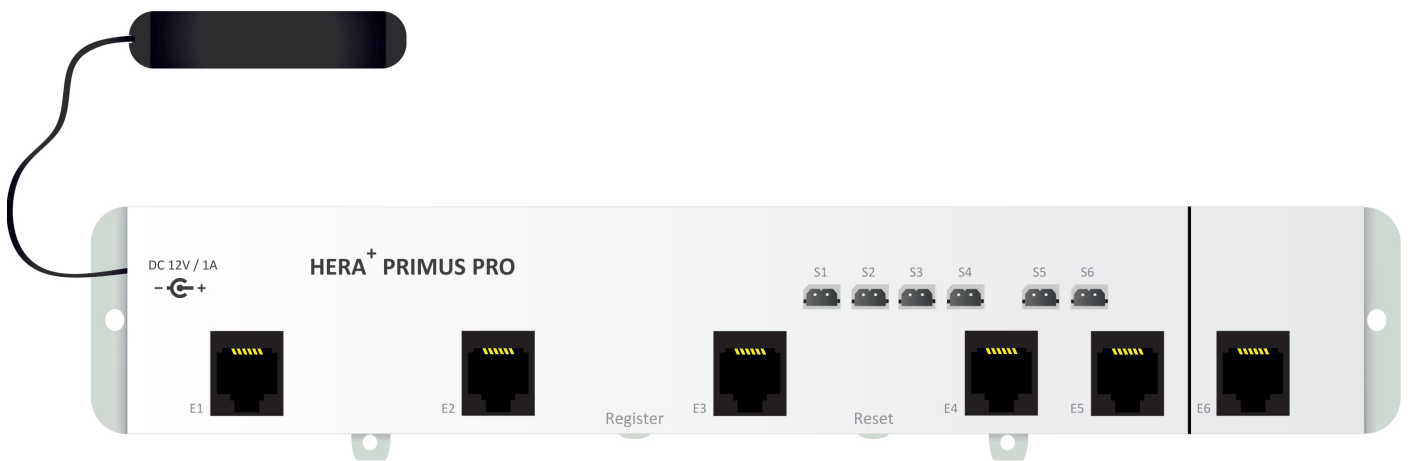 DC 12V / 1A
- +
HERA+ PRIMUS PRO
S1 S2 S3 S4 S5 S6
E1 E2 E3 E4 E5 E6
Register Reset